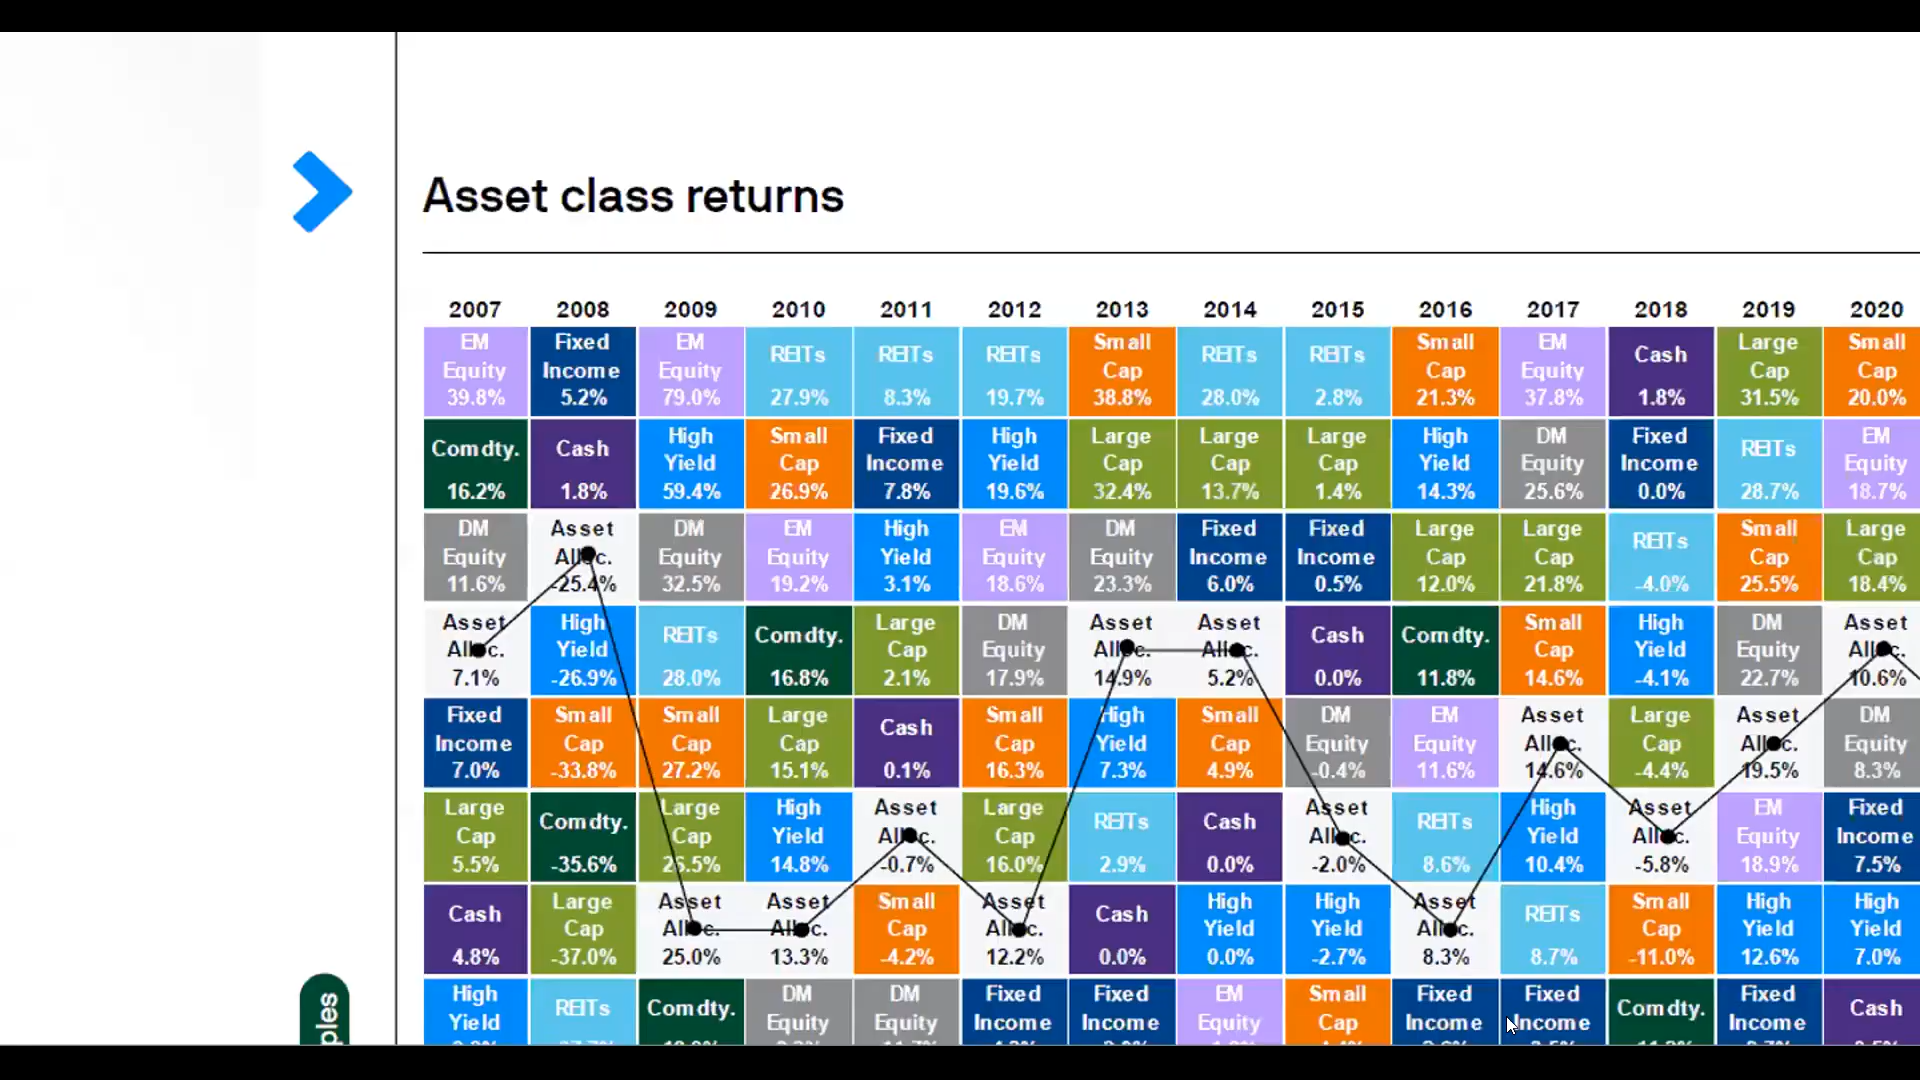 Asset class returns
2007 2008 2009 2010 2011 2012 2013 2014 2015 2016 2017 2018 2019 2020
EM Fixed EM REITs REITs REITs Small REITs REITs Small EM Cash Large Small
Equity Income Equity Cap Cap Equity Cap Cap
39.8% 5.2% 79.0% 27.9% 8.3% 19.7% 38.8% 28.0% 2.8% 21.3% 37.8% 1.8% 31.5% 20.0%
Comdty. Cash High Small Fixed High Large Large Large High DM Fixed REITs EM
Yield Cap Income Yield Cap Cap Cap Yield Equity Income Equity
16.2% 1.8% 59.4% 26.9% 7.8% 19.6% 32.4% 13.7% 1.4% 14.3% 25.6% 0.0% 28.7% 18.7%
DM Asset DM EM High EM DM Fixed Fixed Large Large REITs Small Large
Equity Alloc. Equity Equity Yield Equity Equity Income Income Cap Cap Cap Cap
11.6% -25.4% 32.5% 19.2% 3.1% 18.6% 23.3% 6.0% 0.5% 12.0% 21.8% -4.0% 25.5% 18.4%
Asset High REITs Comdty. Large DM Asset Asset Cash Comdty. Small High DM Asset
Alloc. Yield Cap Equity Alloc. Alloc. Cap Yield Equity Alloc.
7.1% -26.9% 28.0% 16.8% 2.1% 17.9% 14.9% 5.2% 0.0% 11.8% 14.6% -4.1% 22.7% 10.6%
Fixed Small Small Large Cash Small High Small DM EM Asset Large Asset DM
Income Cap Cap Cap Cap Yield Cap Equity Equity Alloc. Cap Alloc. Equity
7.0% -33.8% 27.2% 15.1% 0.1% 16.3% 7.3% 4.9% -0.4% 11.6% 14.6% -4.4% 19.5% 8.3%
Large Comdty. Large High Asset Large REITs Cash Asset REITs High Asset EM Fixed
Cap Cap Yield Alloc. Cap Alloc. Yield Alloc. Equity Income
5.5% -35.6% 26.5% 14.8% -0.7% 16.0% 2.9% 0.0% -2.0% 8.6% 10.4% -5.8% 18.9% 7.5%
Cash Large Asset Asset Small Asset Cash High High Asset REITs Small High High
Cap Alloc. Alloc. Cap Alloc. Yield Yield Alloc. Cap Yield Yield
4.8% -37.0% 25.0% 13.3% -4.2% 12.2% 0.0% 0.0% -2.7% 8.3% 8.7% -11.0% 12.6% 7.0%
High REITs Comdty. DM DM Fixed Fixed EM Small Fixed Fixed Comdty. Fixed Cash
Yield Equity Equity Income Income Equity Cap Income Income Income